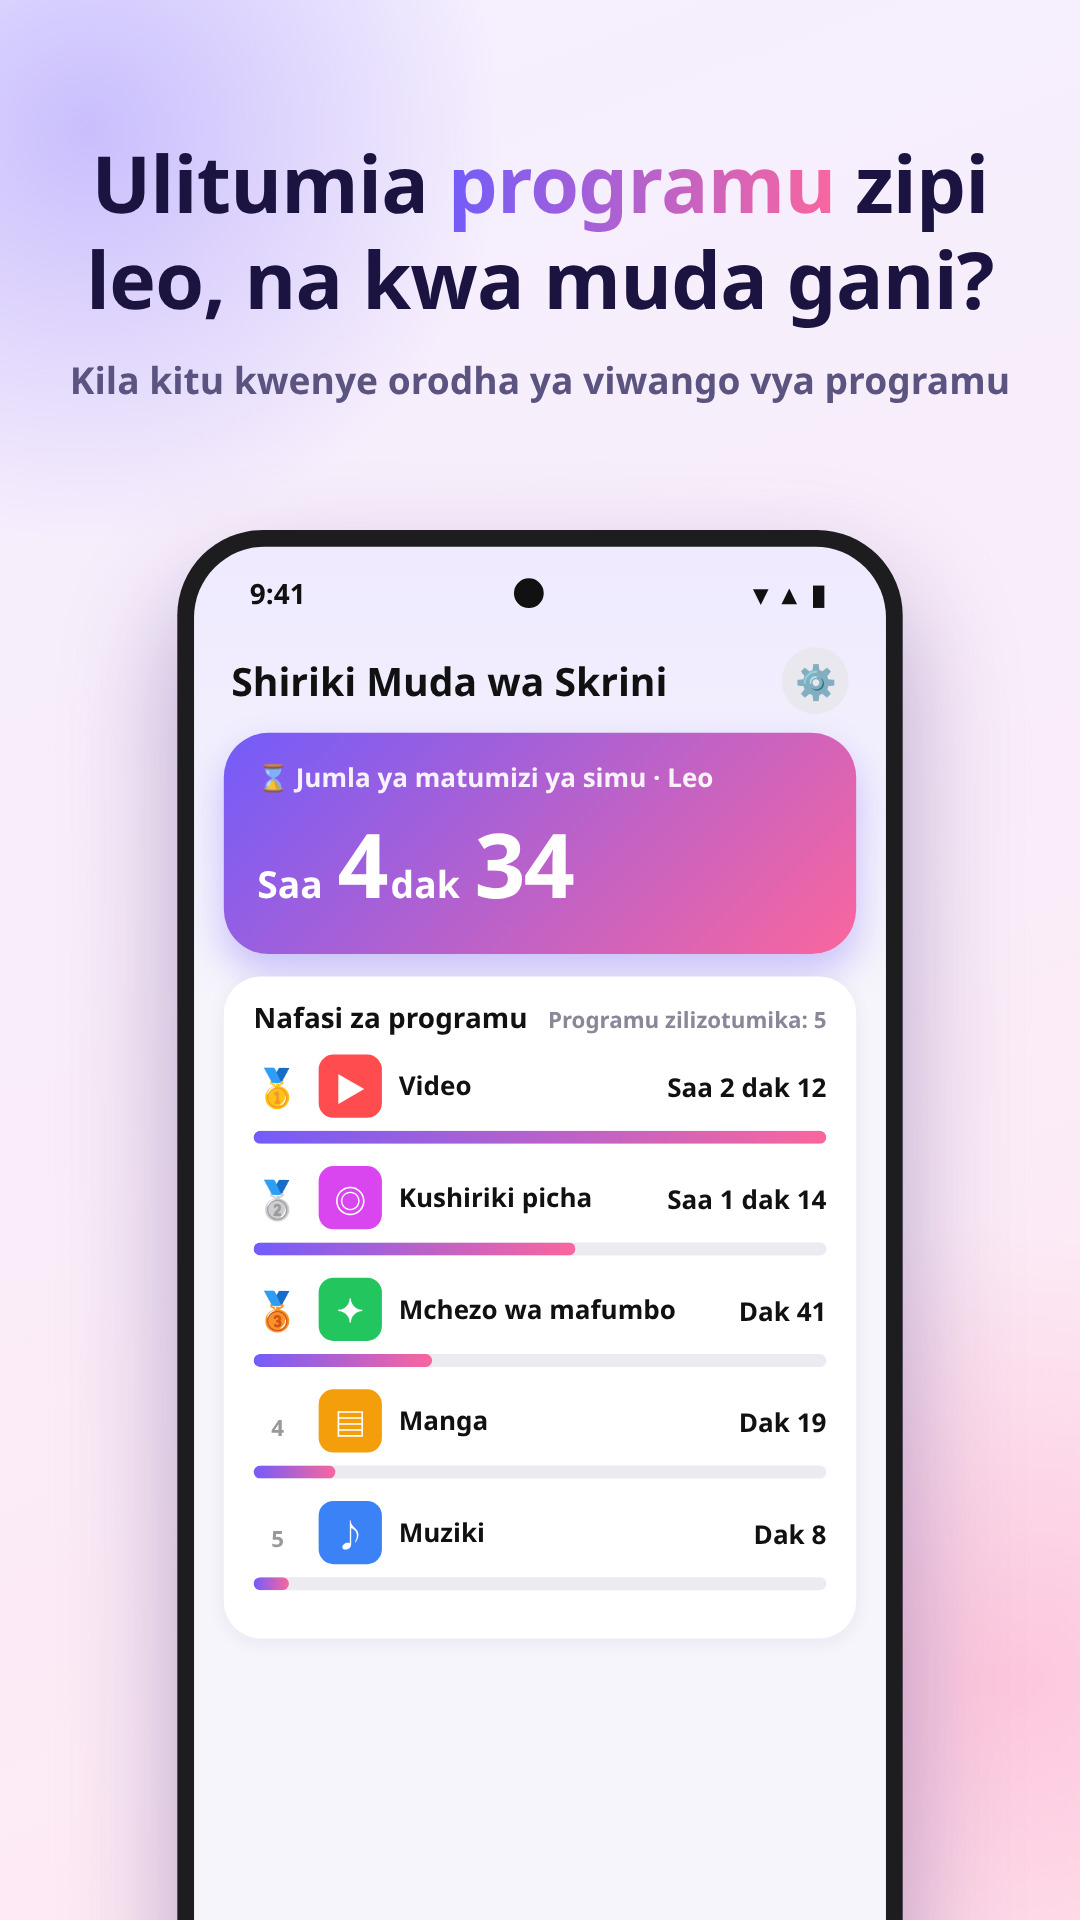 Ulitumia programu zipi
leo, na kwa muda gani?
Kila kitu kwenye orodha ya viwango vya programu
9:41
Shiriki Muda wa Skrini
⌛ Jumla ya matumizi ya simu · Leo
Saa 4 dak 34
Nafasi za programu Programu zilizotumika: 5
Video Saa 2 dak 12
Kushiriki picha Saa 1 dak 14
Mchezo wa mafumbo Dak 41
4 Manga Dak 19
5 Muziki Dak 8